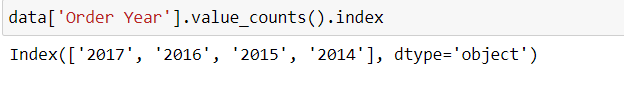 data['Order Year'].value_counts().index
Index(['2017', '2016', '2015', '2014'], dtype='object')